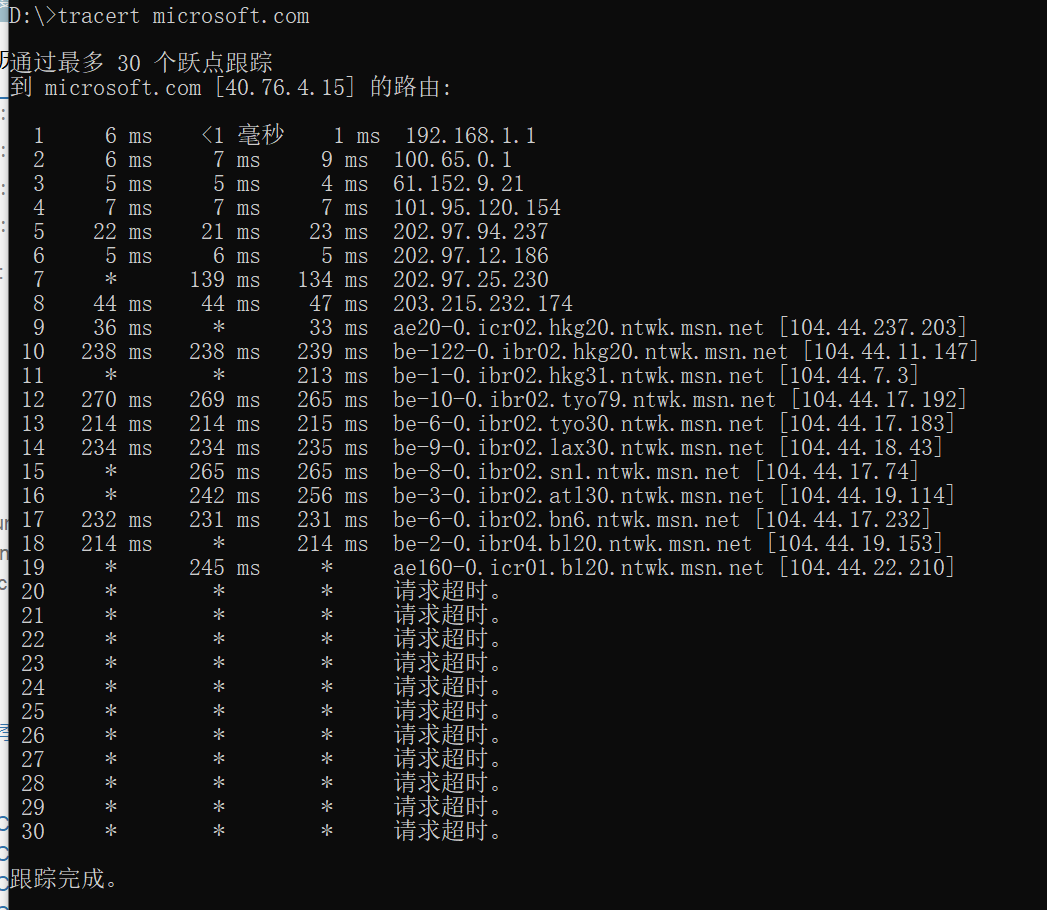 D:\>tracert microsoft.com
通过最多 30 个跃点跟踪
到 microsoft.com [40.76.4.15] 的路由:
1 6 ms <1 毫秒 1 ms 192.168.1.1
2 6 ms 7 ms 9 ms 100.65.0.1
3 5 ms 5 ms 4 ms 61.152.9.21
4 7 ms 7 ms 7 ms 101.95.120.154
5 22 ms 21 ms 23 ms 202.97.94.237
6 5 ms 6 ms 5 ms 202.97.12.186
7 * 139 ms 134 ms 202.97.25.230
8 44 ms 44 ms 47 ms 203.215.232.174
9 36 ms * 33 ms ae20-0.icr02.hkg20.ntwk.msn.net [104.44.237.203]
10 238 ms 238 ms 239 ms be-122-0.ibr02.hkg20.ntwk.msn.net [104.44.11.147]
11 * * 213 ms be-1-0.ibr02.hkg31.ntwk.msn.net [104.44.7.3]
12 270 ms 269 ms 265 ms be-10-0.ibr02.tyo79.ntwk.msn.net [104.44.17.192]
13 214 ms 214 ms 215 ms be-6-0.ibr02.tyo30.ntwk.msn.net [104.44.17.183]
14 234 ms 234 ms 235 ms be-9-0.ibr02.lax30.ntwk.msn.net [104.44.18.43]
15 * 265 ms 265 ms be-8-0.ibr02.sn1.ntwk.msn.net [104.44.17.74]
16 * 242 ms 256 ms be-3-0.ibr02.atl30.ntwk.msn.net [104.44.19.114]
17 232 ms 231 ms 231 ms be-6-0.ibr02.bn6.ntwk.msn.net [104.44.17.232]
18 214 ms * 214 ms be-2-0.ibr04.bl20.ntwk.msn.net [104.44.19.153]
19 * 245 ms * ae160-0.icr01.bl20.ntwk.msn.net [104.44.22.210]
20 * * * 请求超时。
21 * * * 请求超时。
22 * * * 请求超时。
23 * * * 请求超时。
24 * * * 请求超时。
25 * * * 请求超时。
26 * * * 请求超时。
27 * * * 请求超时。
28 * * * 请求超时。
29 * * * 请求超时。
30 * * * 请求超时。
跟踪完成。